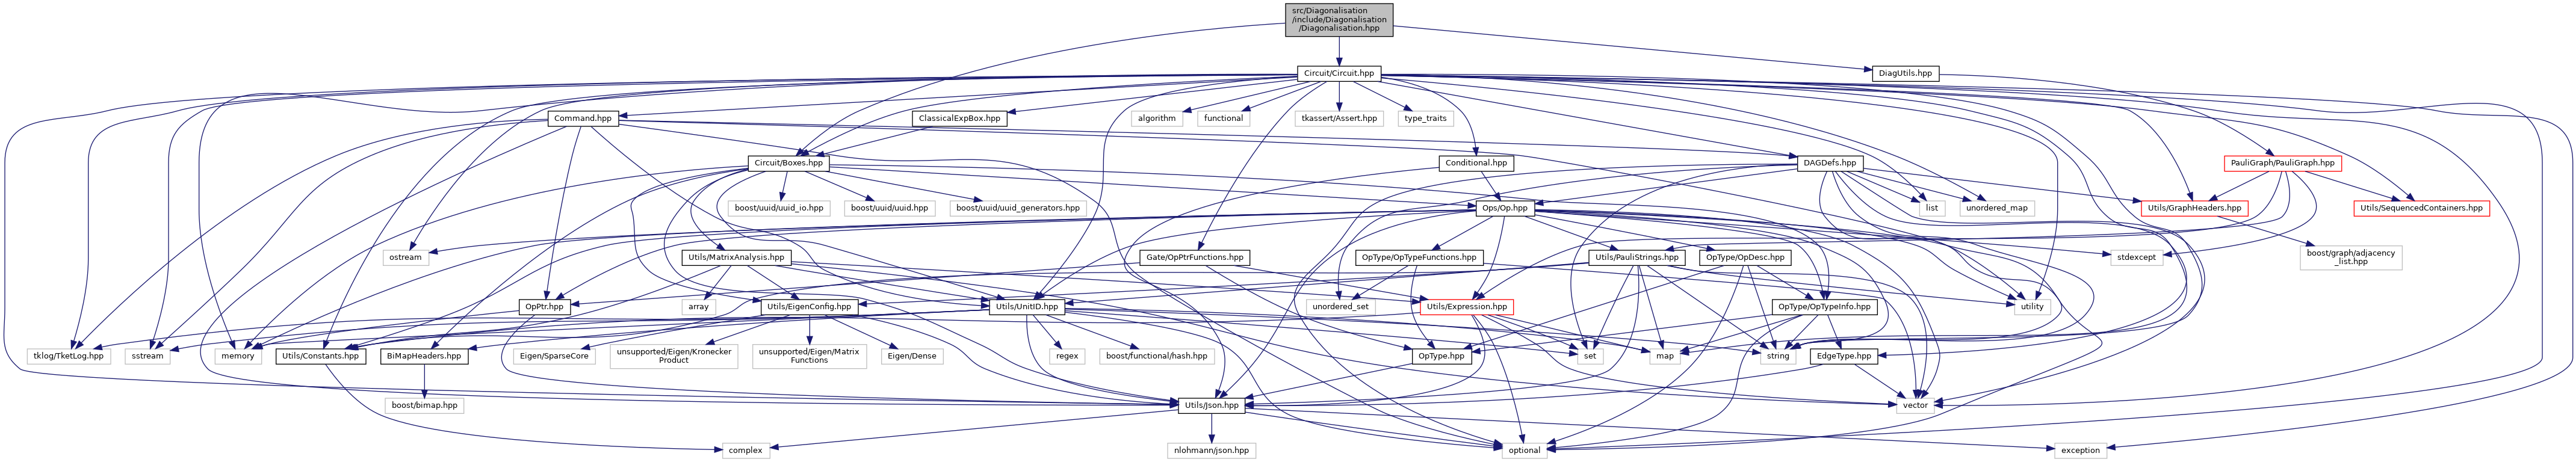 src/Diagonalisation
/include/Diagonalisation
/Diagonalisation.hpp
Circuit/Circuit.hpp
DiagUtils.hpp
Command.hpp
ClassicalExpBox.hpp
algorithm
functional
tkassert/Assert.hpp
type_traits
Circuit/Boxes.hpp
Conditional.hpp
DAGDefs.hpp
PauliGraph/PauliGraph.hpp
boost/uuid/uuid_io.hpp
boost/uuid/uuid.hpp
boost/uuid/uuid_generators.hpp
Ops/Op.hpp
list
unordered_map
Utils/GraphHeaders.hpp
Utils/SequencedContainers.hpp
ostream
Utils/MatrixAnalysis.hpp
Gate/OpPtrFunctions.hpp
OpType/OpTypeFunctions.hpp
Utils/PauliStrings.hpp
OpType/OpDesc.hpp
stdexcept
boost/graph/adjacency
_list.hpp
OpPtr.hpp
array
Utils/EigenConfig.hpp
Utils/UnitID.hpp
unordered_set
Utils/Expression.hpp
OpType/OpTypeInfo.hpp
utility
tklog/TketLog.hpp
sstream
memory
Utils/Constants.hpp
BiMapHeaders.hpp
Eigen/SparseCore
unsupported/Eigen/Kronecker
Product
unsupported/Eigen/Matrix
Functions
Eigen/Dense
regex
boost/functional/hash.hpp
OpType.hpp
set
map
string
EdgeType.hpp
boost/bimap.hpp
Utils/Json.hpp
vector
complex
nlohmann/json.hpp
optional
exception